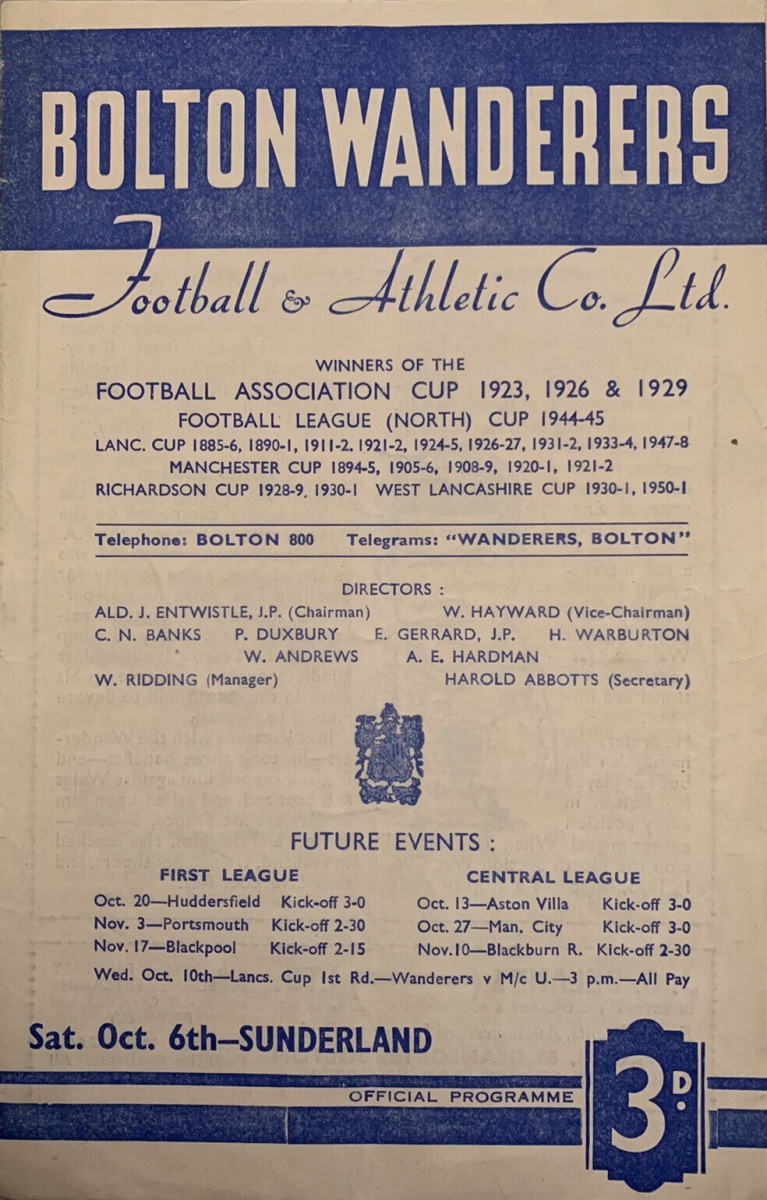 BOLTON WANDERERS
Football & Athletic Co. Ltd.
WINNERS OF THE
FOOTBALL ASSOCIATION CUP 1923, 1926 & 1929
FOOTBALL LEAGUE (NORTH) CUP 1944-45
LANC. CUP 1885-6, 1890-1, 1911-2. 1921-2, 1924-5, 1926-27, 1931-2, 1933-4, 1947-8
MANCHESTER CUP 1894-5, 1905-6, 1908-9, 1920-1, 1921-2
RICHARDSON CUP 1928-9, 1930-1 WEST LANCASHIRE CUP 1930-1, 1950-1
Telephone: BOLTON 800 Telegrams: "WANDERERS, BOLTON"
DIRECTORS :
ALD. J. ENTWISTLE, J.P. (Chairman) W. HAYWARD (Vice-Chairman)
C. N. BANKS P. DUXBURY E. GERRARD, J.P. H. WARBURTON
W. ANDREWS A. E. HARDMAN
W. RIDDING (Manager) HAROLD ABBOTTS (Secretary)
FUTURE EVENTS :
FIRST LEAGUE
Oct. 20—Huddersfield Kick-off 3-0
Nov. 3—Portsmouth Kick-off 2-30
Nov. 17—Blackpool Kick-off 2-15
CENTRAL LEAGUE
Oct. 13—Aston Villa Kick-off 3-0
Oct. 27—Man. City Kick-off 3-0
Nov. 10—Blackburn R. Kick-off 2-30
Wed. Oct. 10th—Lancs. Cup 1st Rd.—Wanderers v M/c U.—3 p.m.—All Pay
Sat. Oct. 6th—SUNDERLAND
OFFICIAL PROGRAMME
3D.